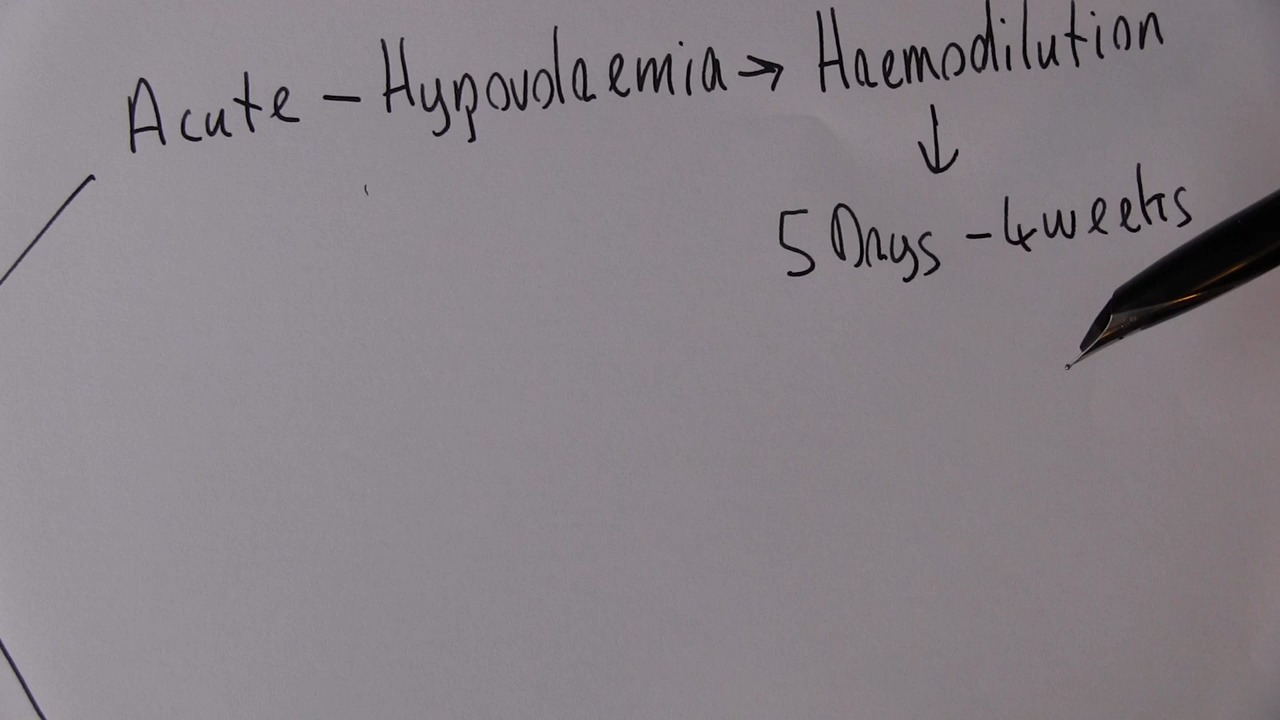 Acute – Hypovolaemia → Haemodilution
↓
5 Days – 4 weeks